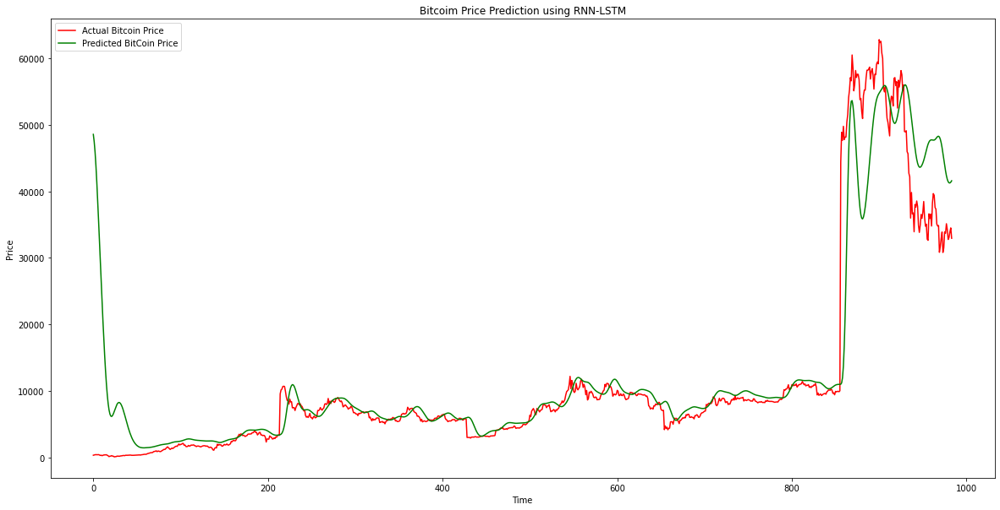 Bitcoim Price Prediction using RNN-LSTM
Actual Bitcoin Price
Predicted BitCoin Price
60000
50000
40000
30000
20000
10000
0
Price
0 200 400 600 800 1000
Time